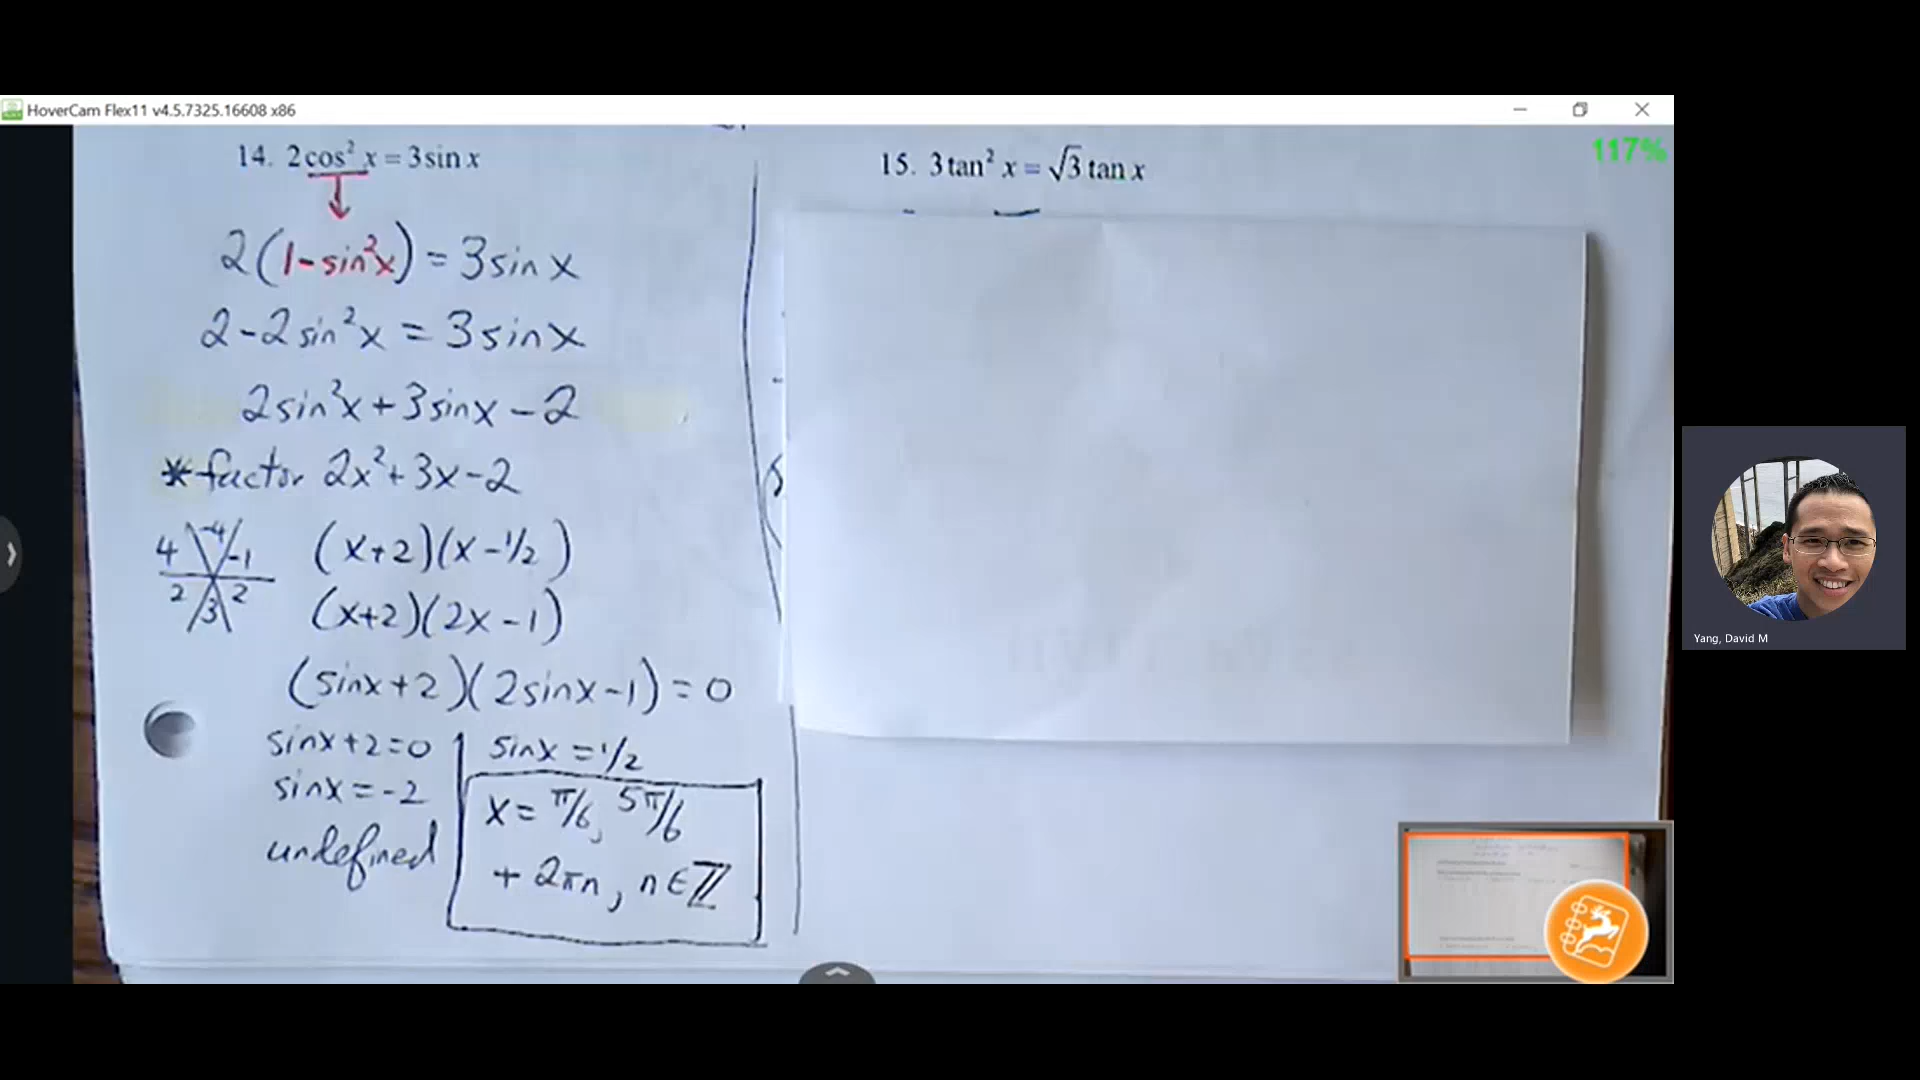 HoverCam Flex11 v4.5.7325.16608 x86
117%
14. 2cos² x = 3sin x
2(1-sin²x) = 3sinx
2-2sin²x = 3sinx
2sin²x+3sinx-2
*factor 2x²+3x-2
4 -4 -1
2 3 2
(x+2)(x-1/2)
(x+2)(2x-1)
(sinx+2)(2sinx-1)=0
sinx+2=0
sinx=-2
undefined
sinx=1/2
x=π/6, 5π/6
+2πn, n∈ℤ
15. 3tan² x = √3 tan x
Yang, David M